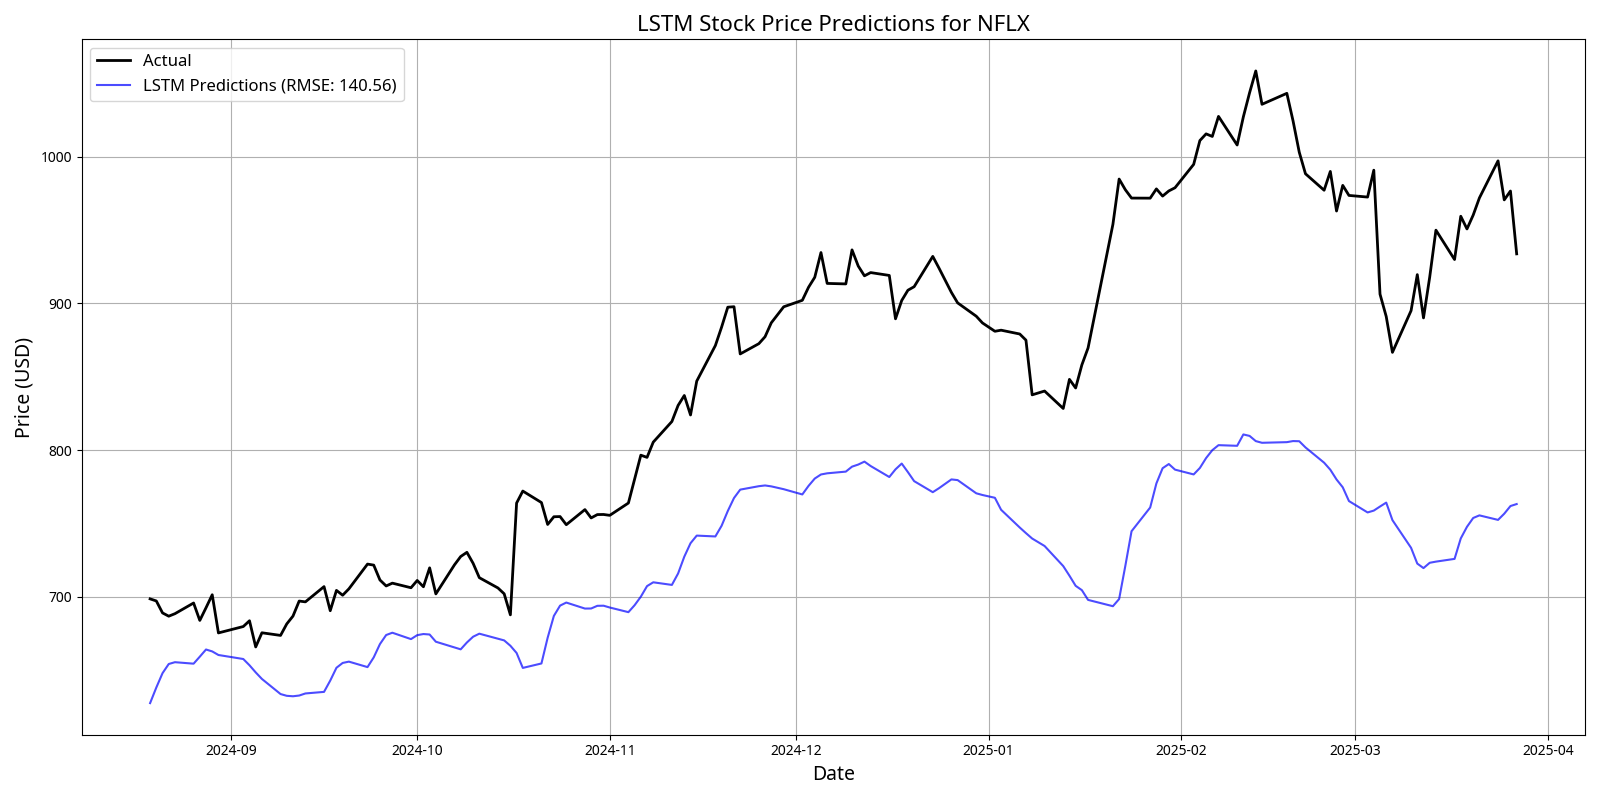 LSTM Stock Price Predictions for NFLX
Actual
LSTM Predictions (RMSE: 140.56)
Price (USD)
1000
900
800
700
2024-09
2024-10
2024-11
2024-12
2025-01
2025-02
2025-03
2025-04
Date